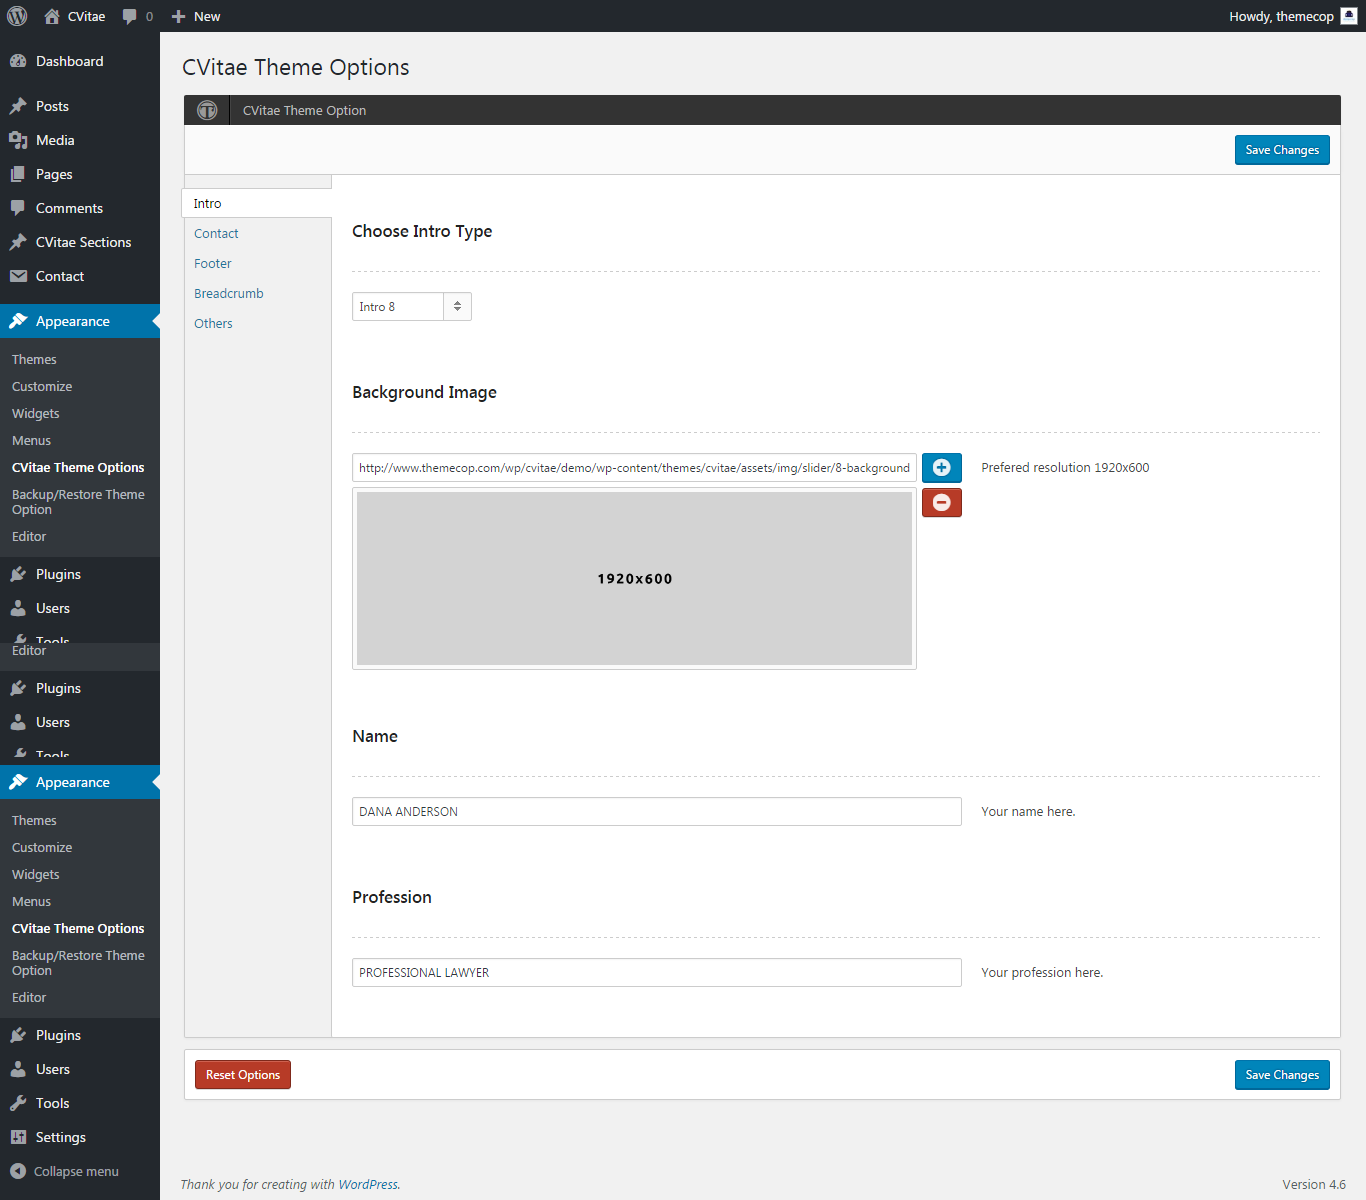 CVitae
0
New
Howdy, themecop
Dashboard
Posts
Media
Pages
Comments
CVitae Sections
Contact
Appearance
Themes
Customize
Widgets
Menus
CVitae Theme Options
Backup/Restore Theme
Option
Editor
Plugins
Users
Tools
Editor
Plugins
Users
Tools
Appearance
Themes
Customize
Widgets
Menus
CVitae Theme Options
Backup/Restore Theme
Option
Editor
Plugins
Users
Tools
Settings
Collapse menu
CVitae Theme Options
CVitae Theme Option
Save Changes
Intro
Contact
Footer
Breadcrumb
Others
Choose Intro Type
Intro 8
Background Image
http://www.themecop.com/wp/cvitae/demo/wp-content/themes/cvitae/assets/img/slider/8-background
Prefered resolution 1920x600
1920x600
Name
DANA ANDERSON
Your name here.
Profession
PROFESSIONAL LAWYER
Your profession here.
Reset Options
Save Changes
Thank you for creating with WordPress.
Version 4.6